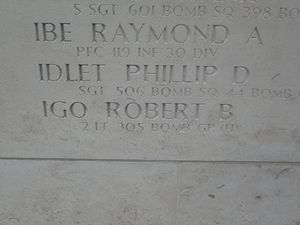 S SGT 601 BOMB SQ 398 BO
IBE RAYMOND A
PFC 119 INF 30 DIV
IDLET PHILLIP D
SGT 506 BOMB SQ 44 BOMB
IGO ROBERT B
2 LT 305 BOMB GP (H)